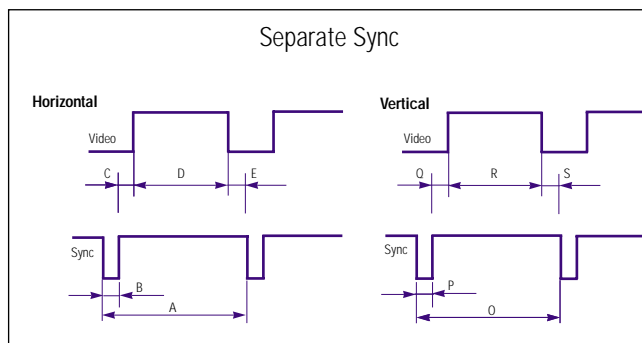 Separate Sync
Horizontal
Vertical
Video
Video
C
D
E
Q
R
S
Sync
Sync
B
P
A
O